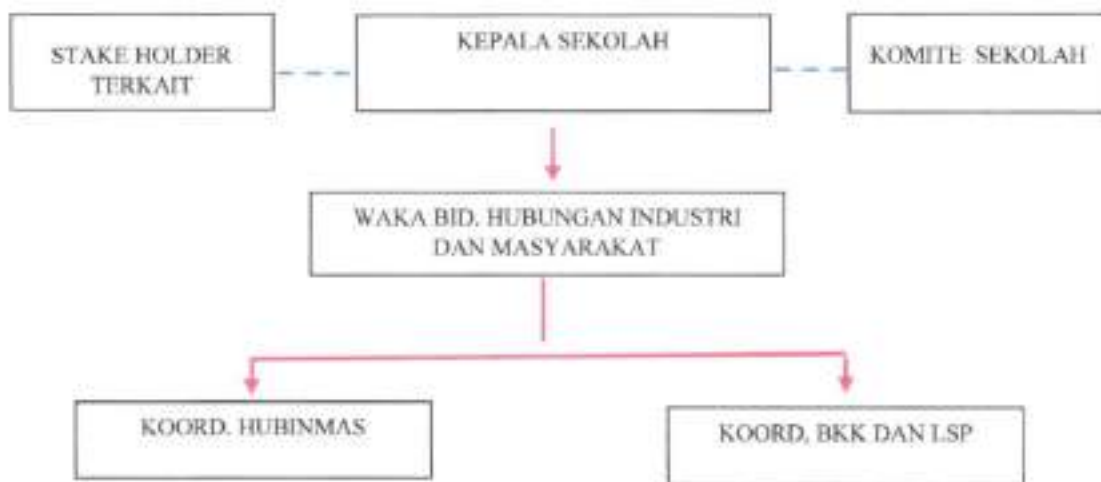 STAKE HOLDER
TERKAIT
KEPALA SEKOLAH
KOMITE SEKOLAH
WAKA BID. HUBUNGAN INDUSTRI
DAN MASYARAKAT
KOORD. HUBINMAS
KOORD. BKK DAN LSP